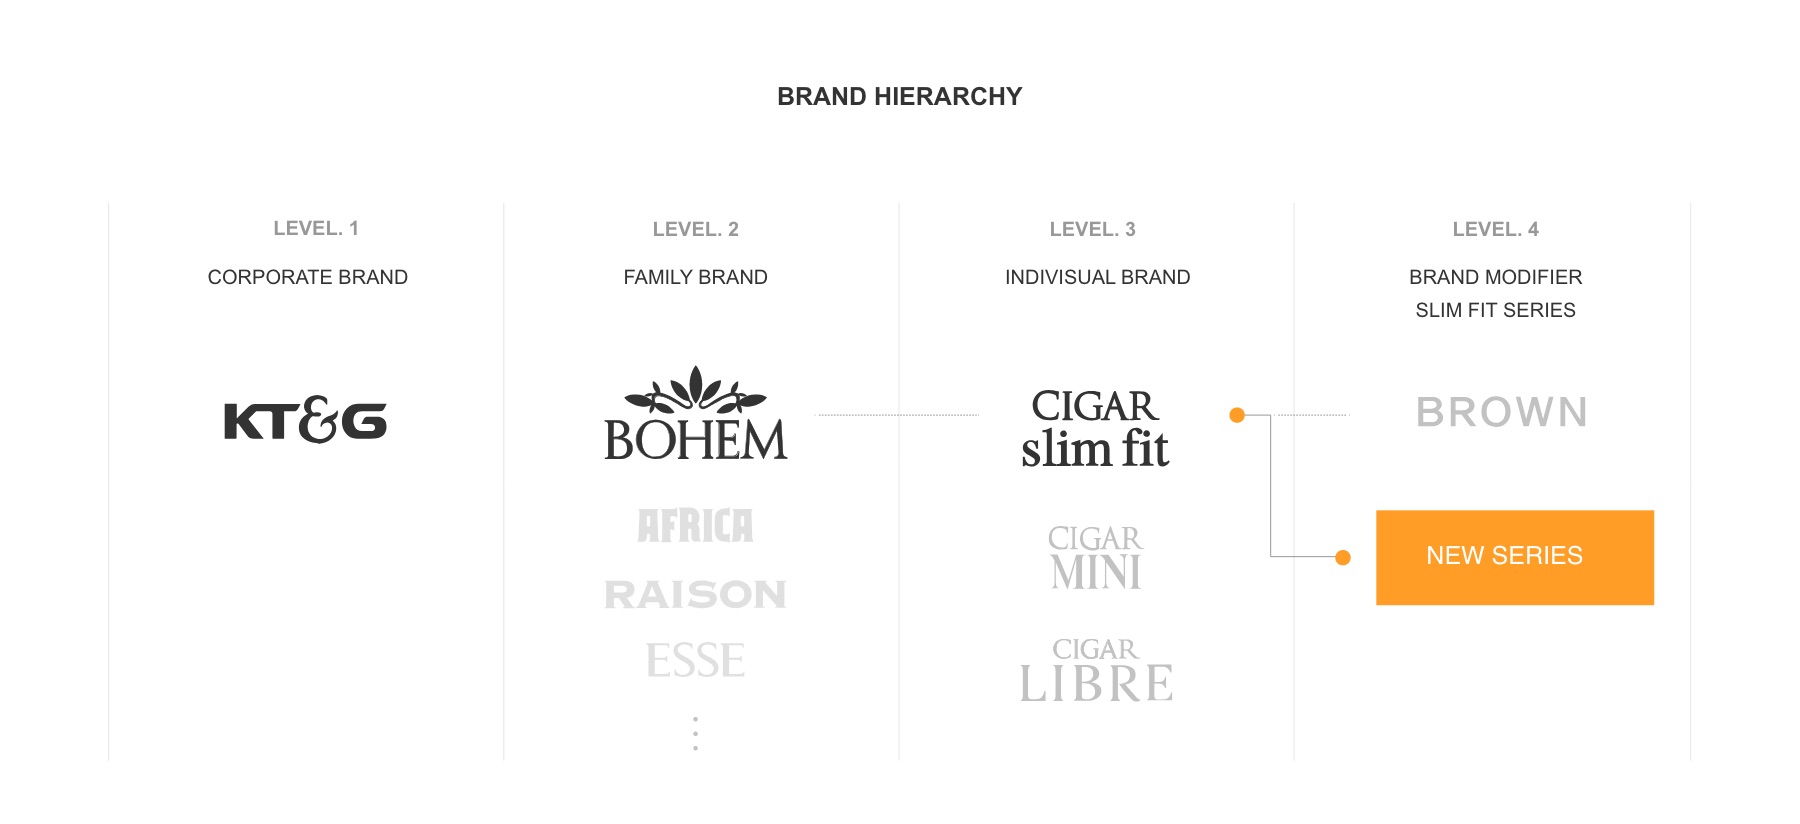 BRAND HIERARCHY
LEVEL. 1
CORPORATE BRAND
KT&G
LEVEL. 2
FAMILY BRAND
BOHEM
AFRICA
RAISON
ESSE
LEVEL. 3
INDIVISUAL BRAND
CIGAR
slim fit
CIGAR
MINI
CIGAR
LIBRE
LEVEL. 4
BRAND MODIFIER
SLIM FIT SERIES
BROWN
NEW SERIES